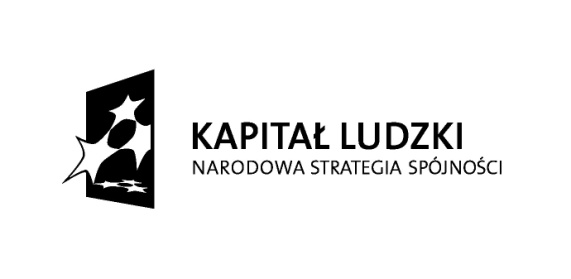 KAPITAŁ LUDZKI
NARODOWA STRATEGIA SPÓJNOŚCI